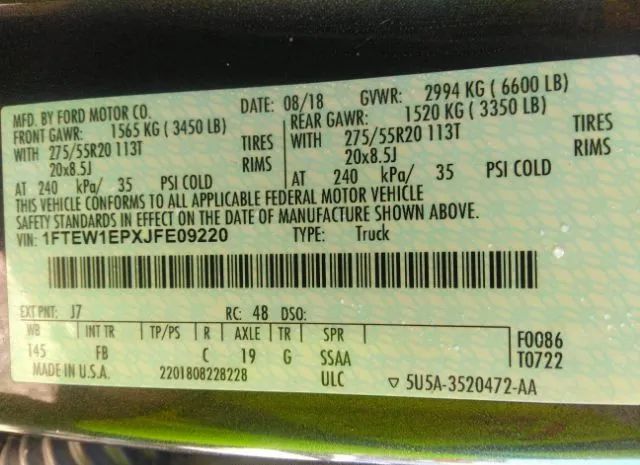 MFD. BY FORD MOTOR CO.
DATE: 08/18 GVWR: 2994 KG ( 6600 LB)
FRONT GAWR: 1565 KG ( 3450 LB)
REAR GAWR: 1520 KG ( 3350 LB)
WITH 275/55R20 113T TIRES
WITH 275/55R20 113T TIRES
20x8.5J RIMS
20x8.5J RIMS
AT 240 kPa/ 35 PSI COLD
AT 240 kPa/ 35 PSI COLD
THIS VEHICLE CONFORMS TO ALL APPLICABLE FEDERAL MOTOR VEHICLE
SAFETY STANDARDS IN EFFECT ON THE DATE OF MANUFACTURE SHOWN ABOVE.
VIN: 1FTEW1EPXJFE09220 TYPE: Truck
EXT PNT: J7 RC: 48 DSO:
WB INT TR TP/PS R AXLE TR SPR
145 FB C 19 G SSAA
F0086
T0722
MADE IN U.S.A. 2201808228228 ULC ▽ 5U5A-3520472-AA